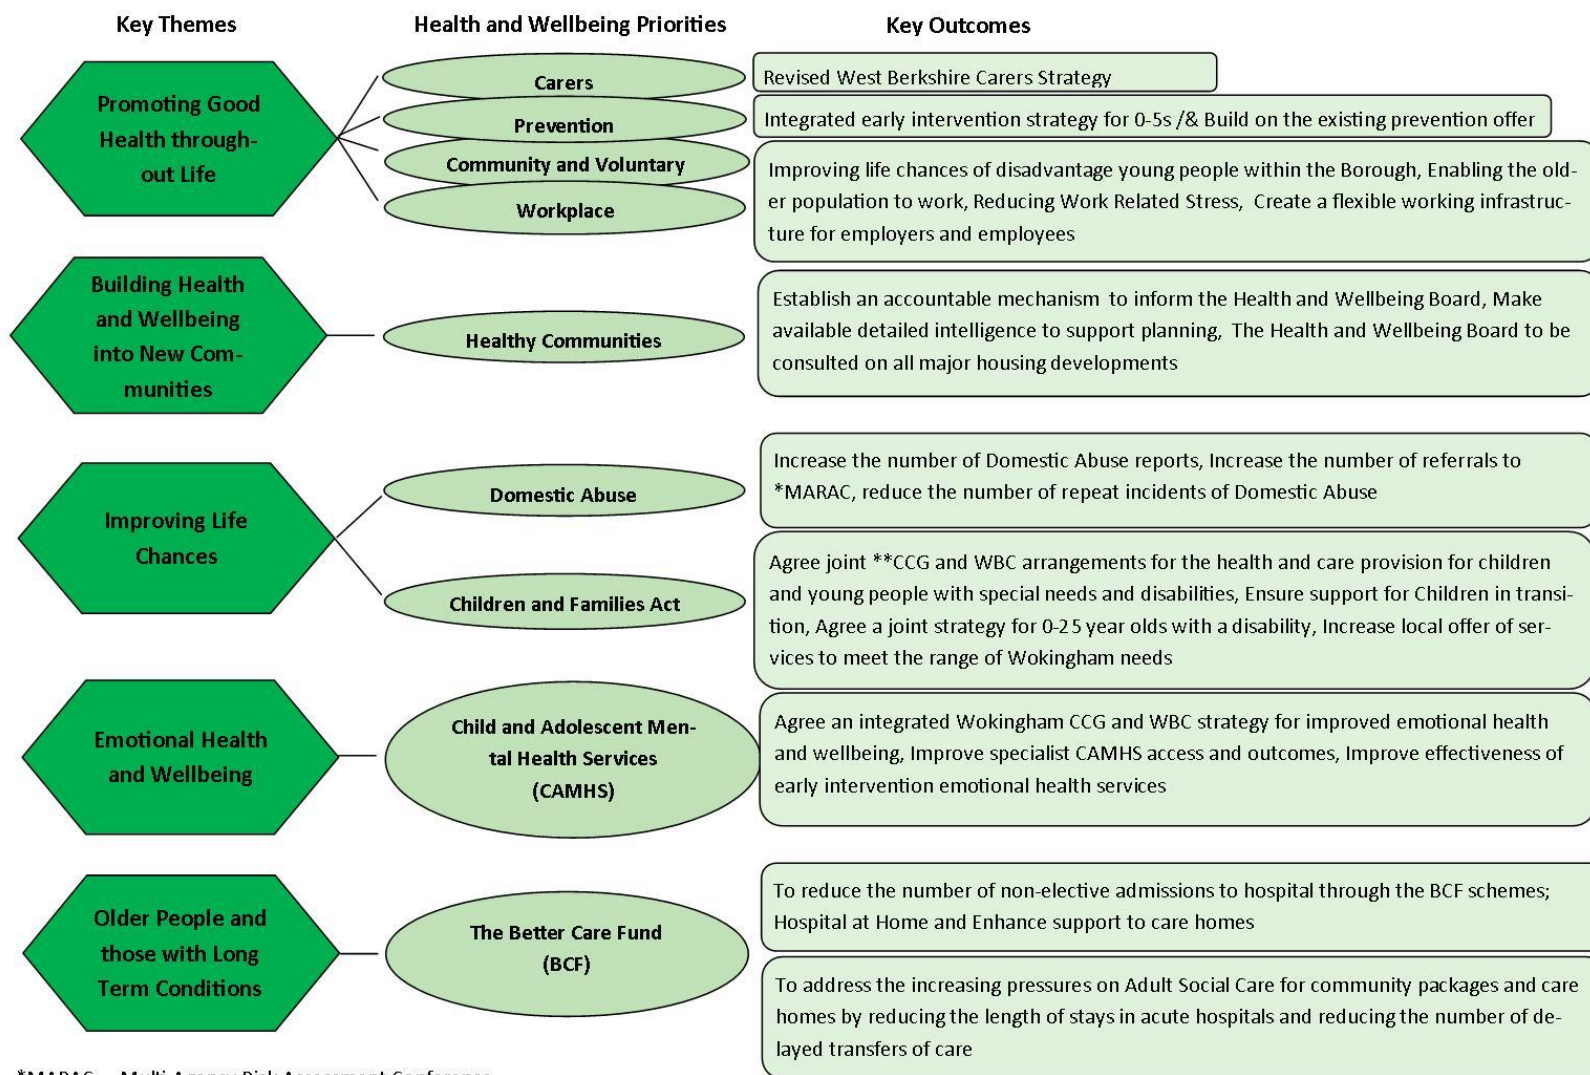 Key Themes
Health and Wellbeing Priorities
Key Outcomes
Promoting Good
Health through-
out Life
Carers
Prevention
Community and Voluntary
Workplace
Revised West Berkshire Carers Strategy
Integrated early intervention strategy for 0-5s /& Build on the existing prevention offer
Improving life chances of disadvantage young people within the Borough, Enabling the old-
er population to work, Reducing Work Related Stress,  Create a flexible working infrastruc-
ture for employers and employees
Building Health
and Wellbeing
into New Com-
munities
Healthy Communities
Establish an accountable mechanism  to inform the Health and Wellbeing Board, Make
available detailed intelligence to support planning,  The Health and Wellbeing Board to be
consulted on all major housing developments
Improving Life
Chances
Domestic Abuse
Increase the number of Domestic Abuse reports, Increase the number of referrals to
*MARAC, reduce the number of repeat incidents of Domestic Abuse
Children and Families Act
Agree joint **CCG and WBC arrangements for the health and care provision for children
and young people with special needs and disabilities, Ensure support for Children in transi-
tion, Agree a joint strategy for 0-25 year olds with a disability, Increase local offer of ser-
vices to meet the range of Wokingham needs
Emotional Health
and Wellbeing
Child and Adolescent Men-
tal Health Services
(CAMHS)
Agree an integrated Wokingham CCG and WBC strategy for improved emotional health
and wellbeing, Improve specialist CAMHS access and outcomes, Improve effectiveness of
early intervention emotional health services
Older People and
those with Long
Term Conditions
The Better Care Fund
(BCF)
To reduce the number of non-elective admissions to hospital through the BCF schemes;
Hospital at Home and Enhance support to care homes
To address the increasing pressures on Adult Social Care for community packages and care
homes by reducing the length of stays in acute hospitals and reducing the number of de-
layed transfers of care
*MARAC – Multi Agency Risk Assessment Conference